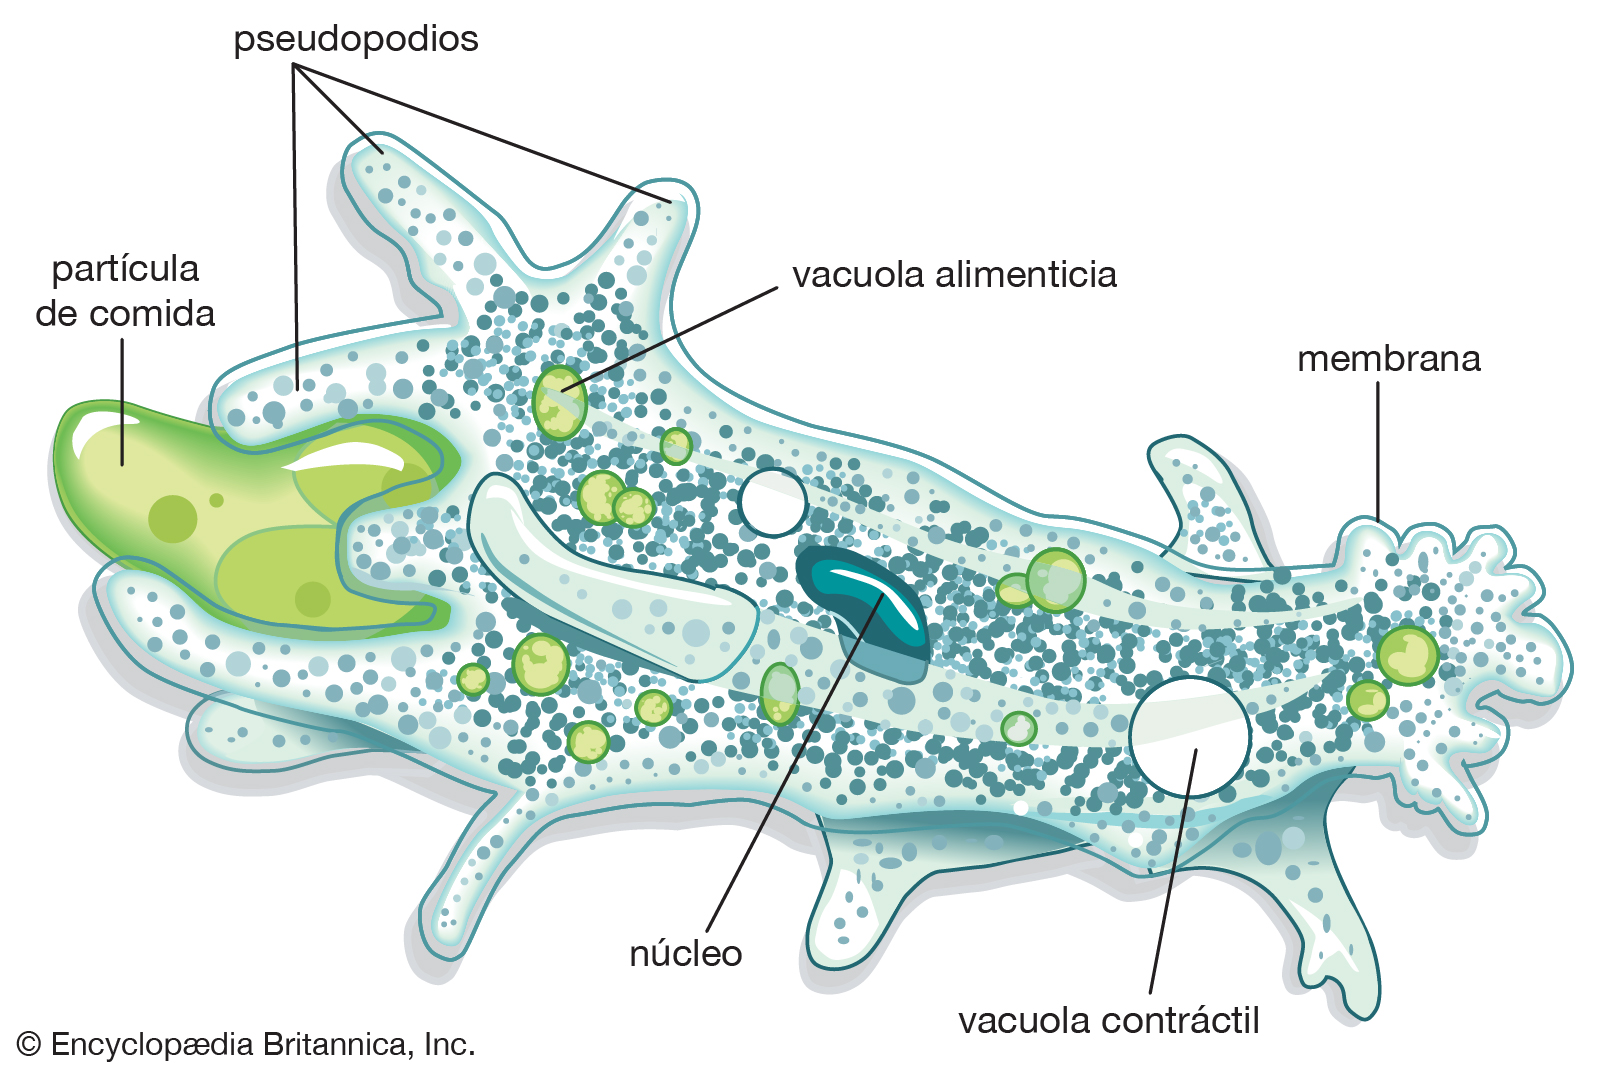 pseudopodios
partícula
de comida
vacuola alimenticia
membrana
núcleo
vacuola contráctil
© Encyclopædia Britannica, Inc.